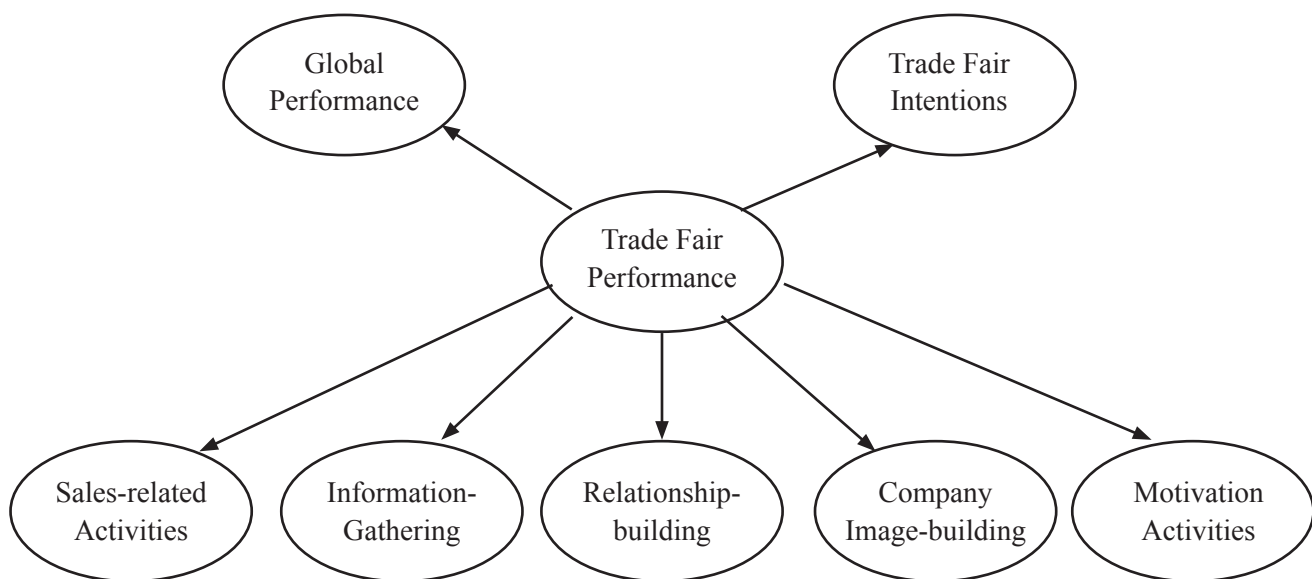 Global
Performance
Trade Fair
Intentions
Trade Fair
Performance
Sales-related
Activities
Information-
Gathering
Relationship-
building
Company
Image-building
Motivation
Activities